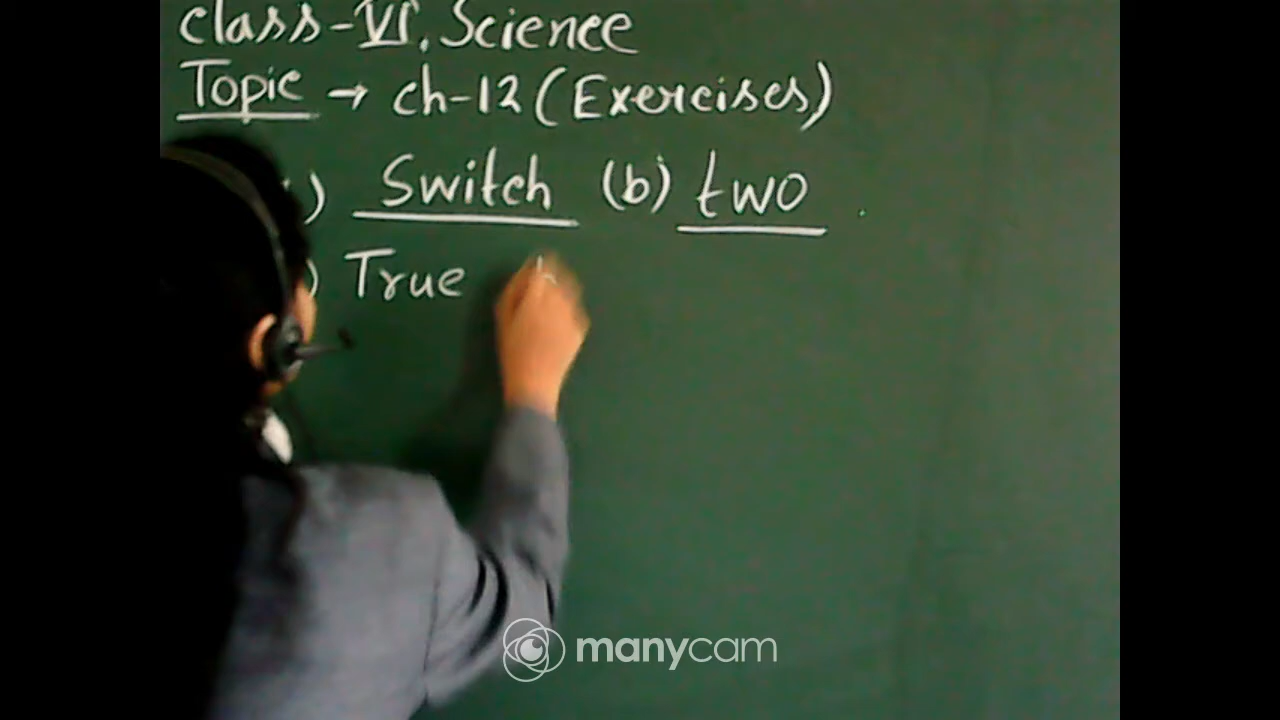 class-VI, Science
Topic → ch-12 (Exercises)
) Switch (b) two
) True
manycam